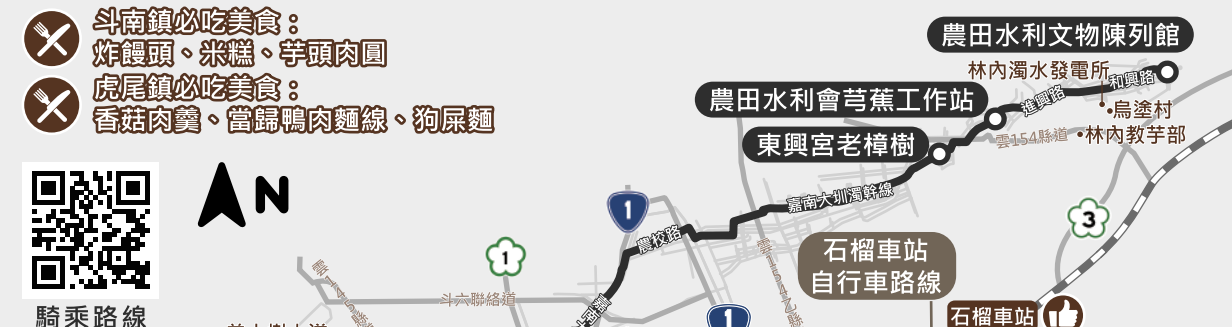 斗南鎮必吃美食：
炸饅頭、米糕、芋頭肉圓
虎尾鎮必吃美食：
香菇肉羹、當歸鴨肉麵線、狗屎麵
農田水利文物陳列館
林內濁水發電所
和興路
進興路
農田水利會芎蕉工作站
•烏塗村
•林內教芋部
雲154縣道
東興宮老樟樹
嘉南大圳濁幹線
N
1
農校路
3
1
石榴車站
自行車路線
雲145
斗六聯絡道
騎乘路線
1
石榴車站